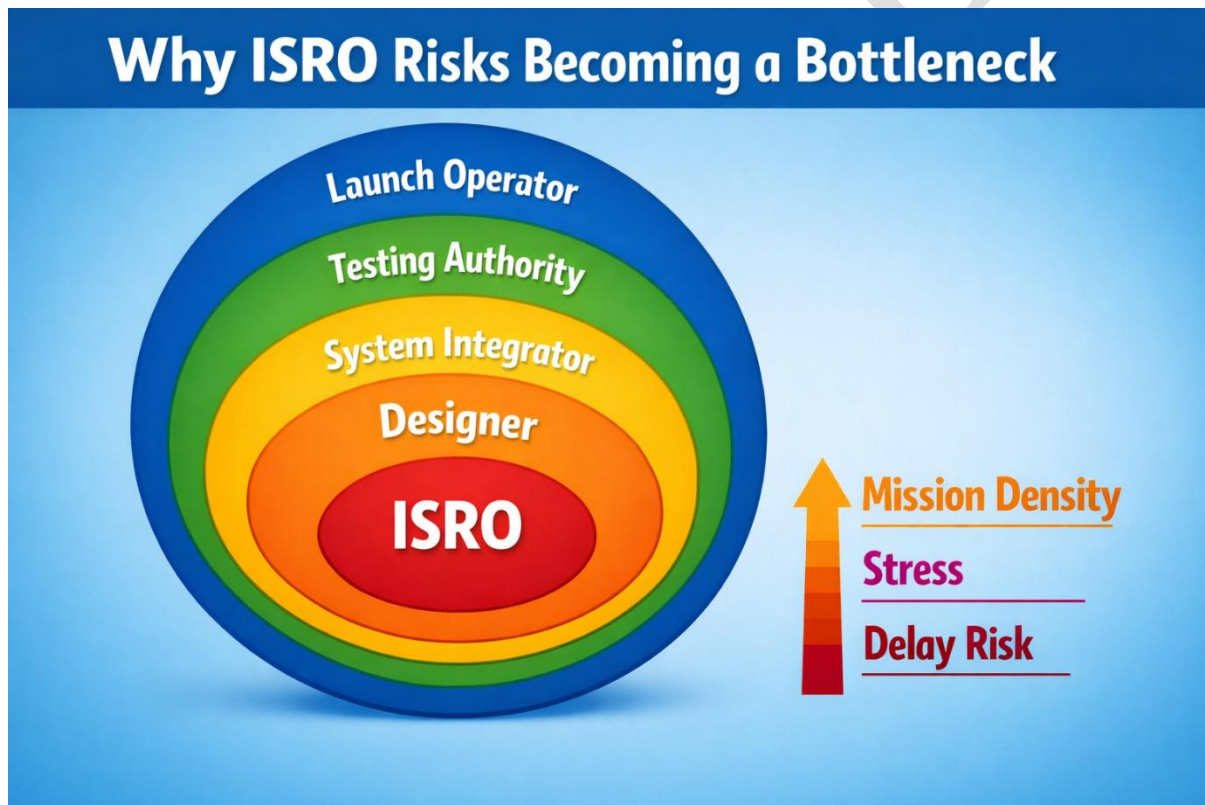 Why ISRO Risks Becoming a Bottleneck
Launch Operator
Testing Authority
System Integrator
Designer
ISRO
Mission Density
Stress
Delay Risk